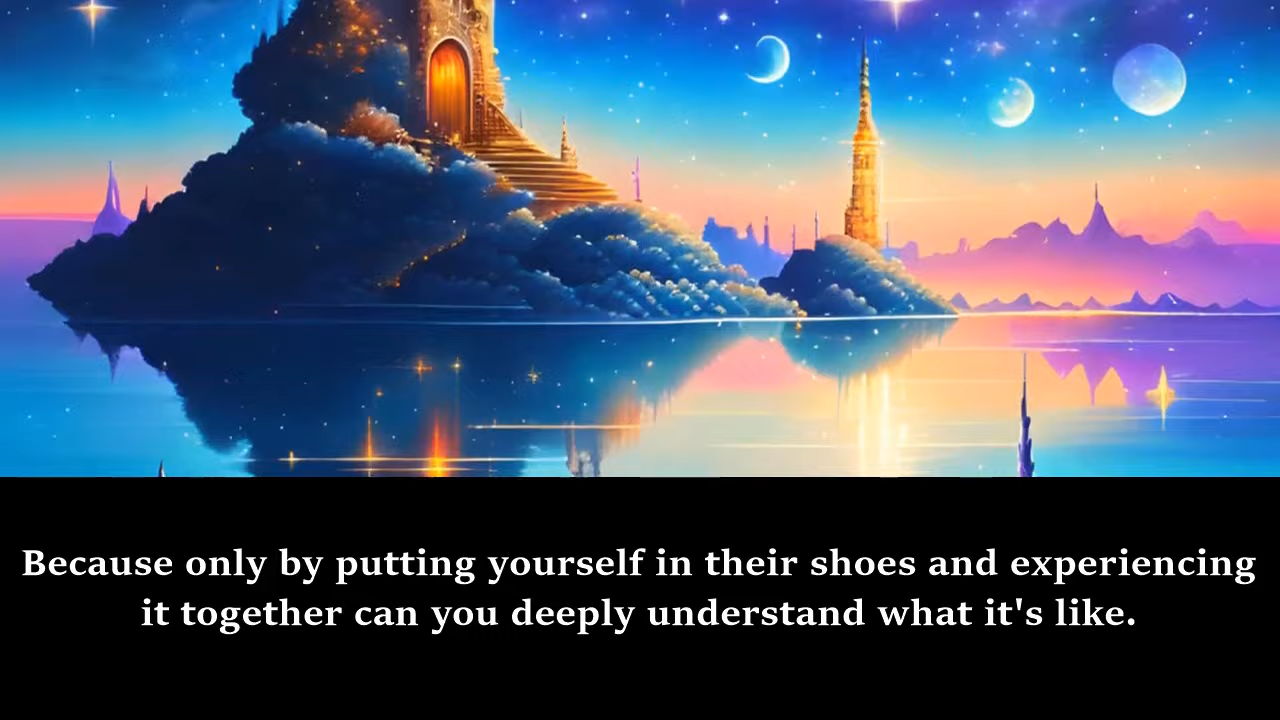 Because only by putting yourself in their shoes and experiencing
it together can you deeply understand what it's like.